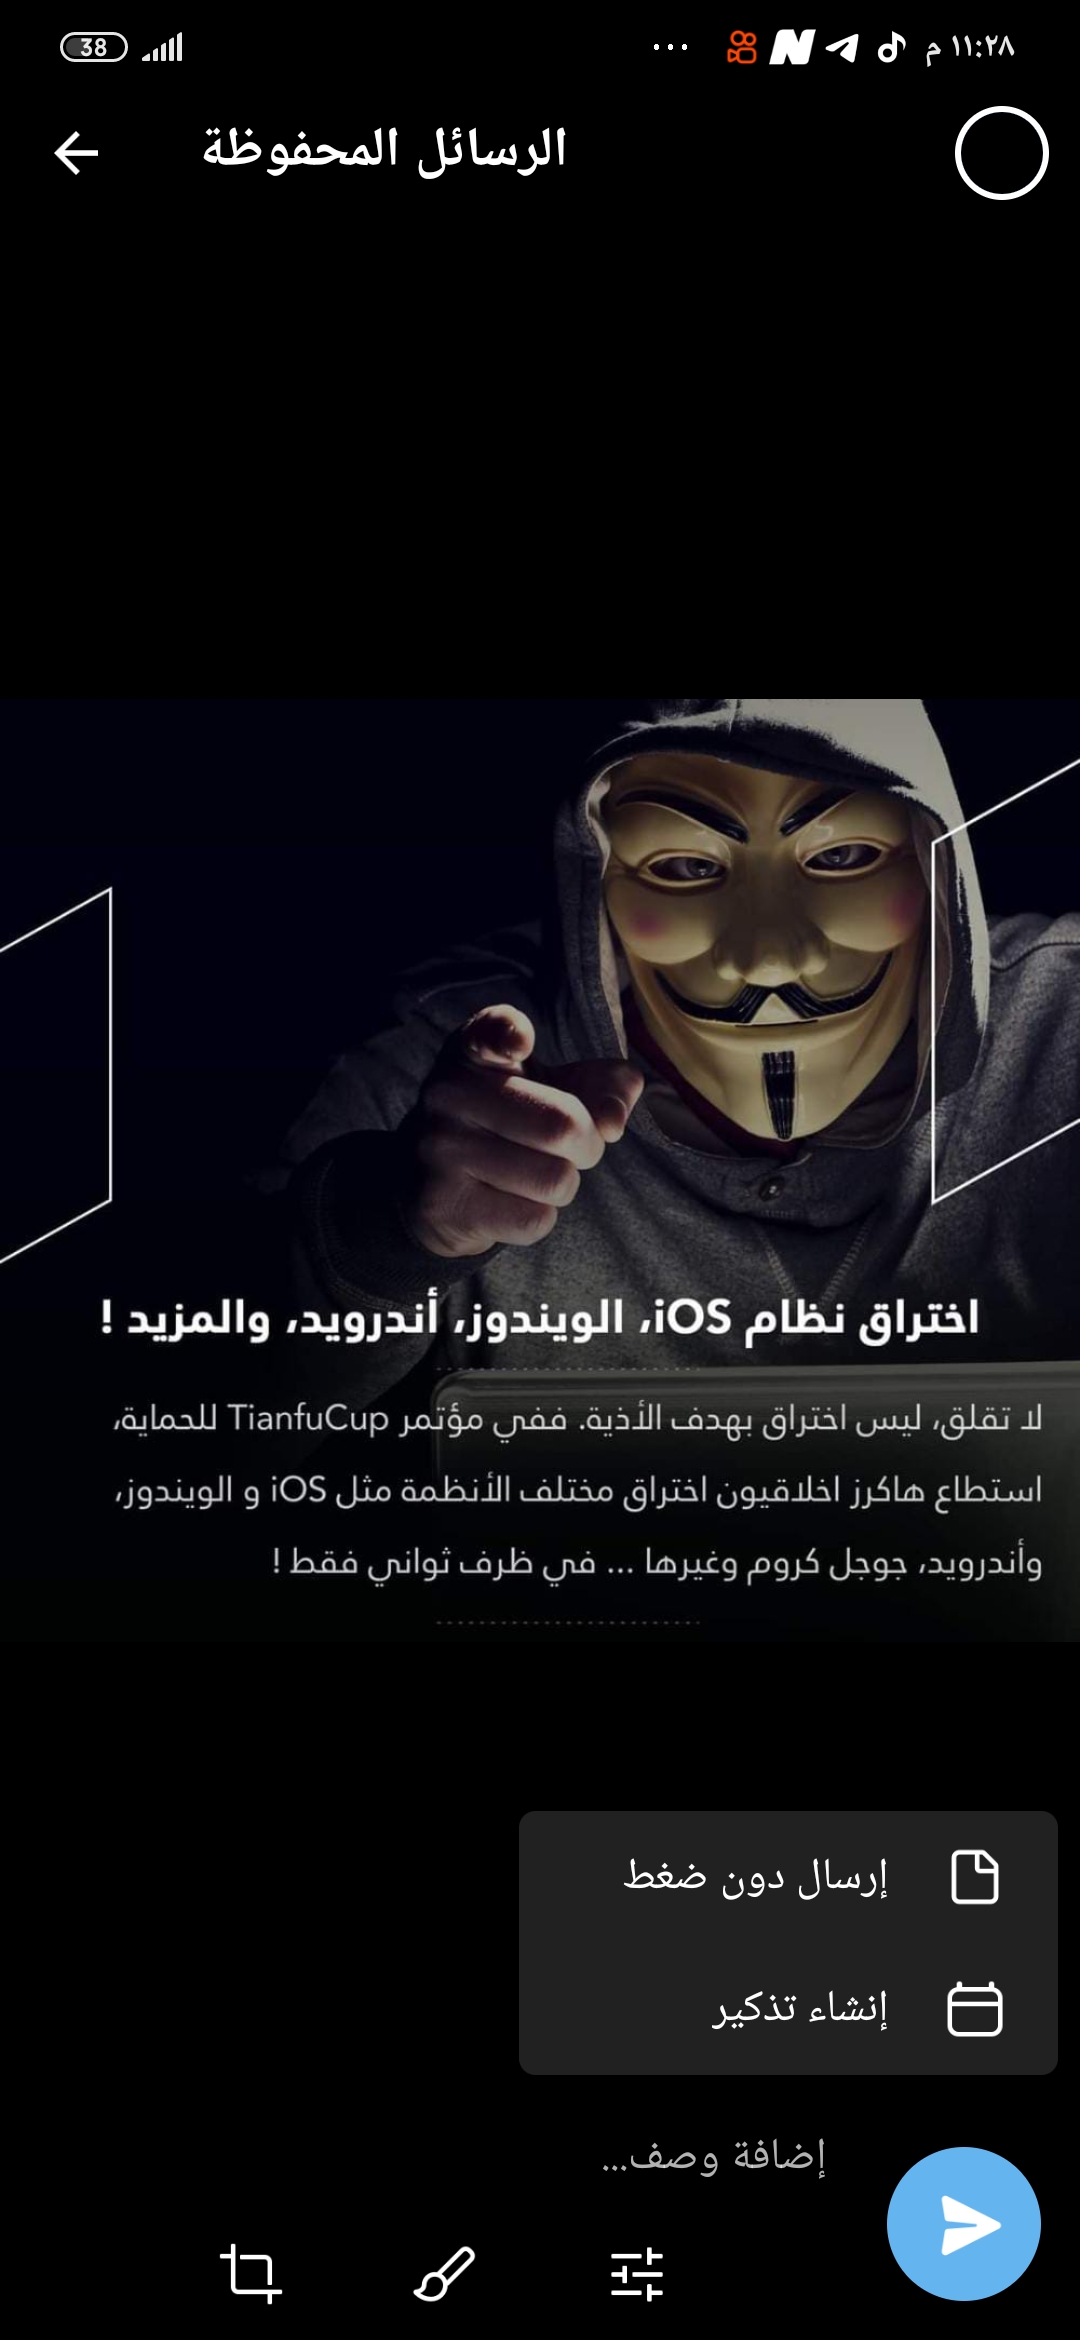 ١١:٢٨ م
38
الرسائل المحفوظة
اختراق نظام iOS، الويندوز، أندرويد، والمزيد !
لا تقلق، ليس اختراق بهدف الأذية. ففي مؤتمر TianfuCup للحماية،
استطاع هاكرز اخلاقيون اختراق مختلف الأنظمة مثل iOS و الويندوز،
وأندرويد، جوجل كروم وغيرها ... في ظرف ثواني فقط !
إرسال دون ضغط
إنشاء تذكير
إضافة وصف...